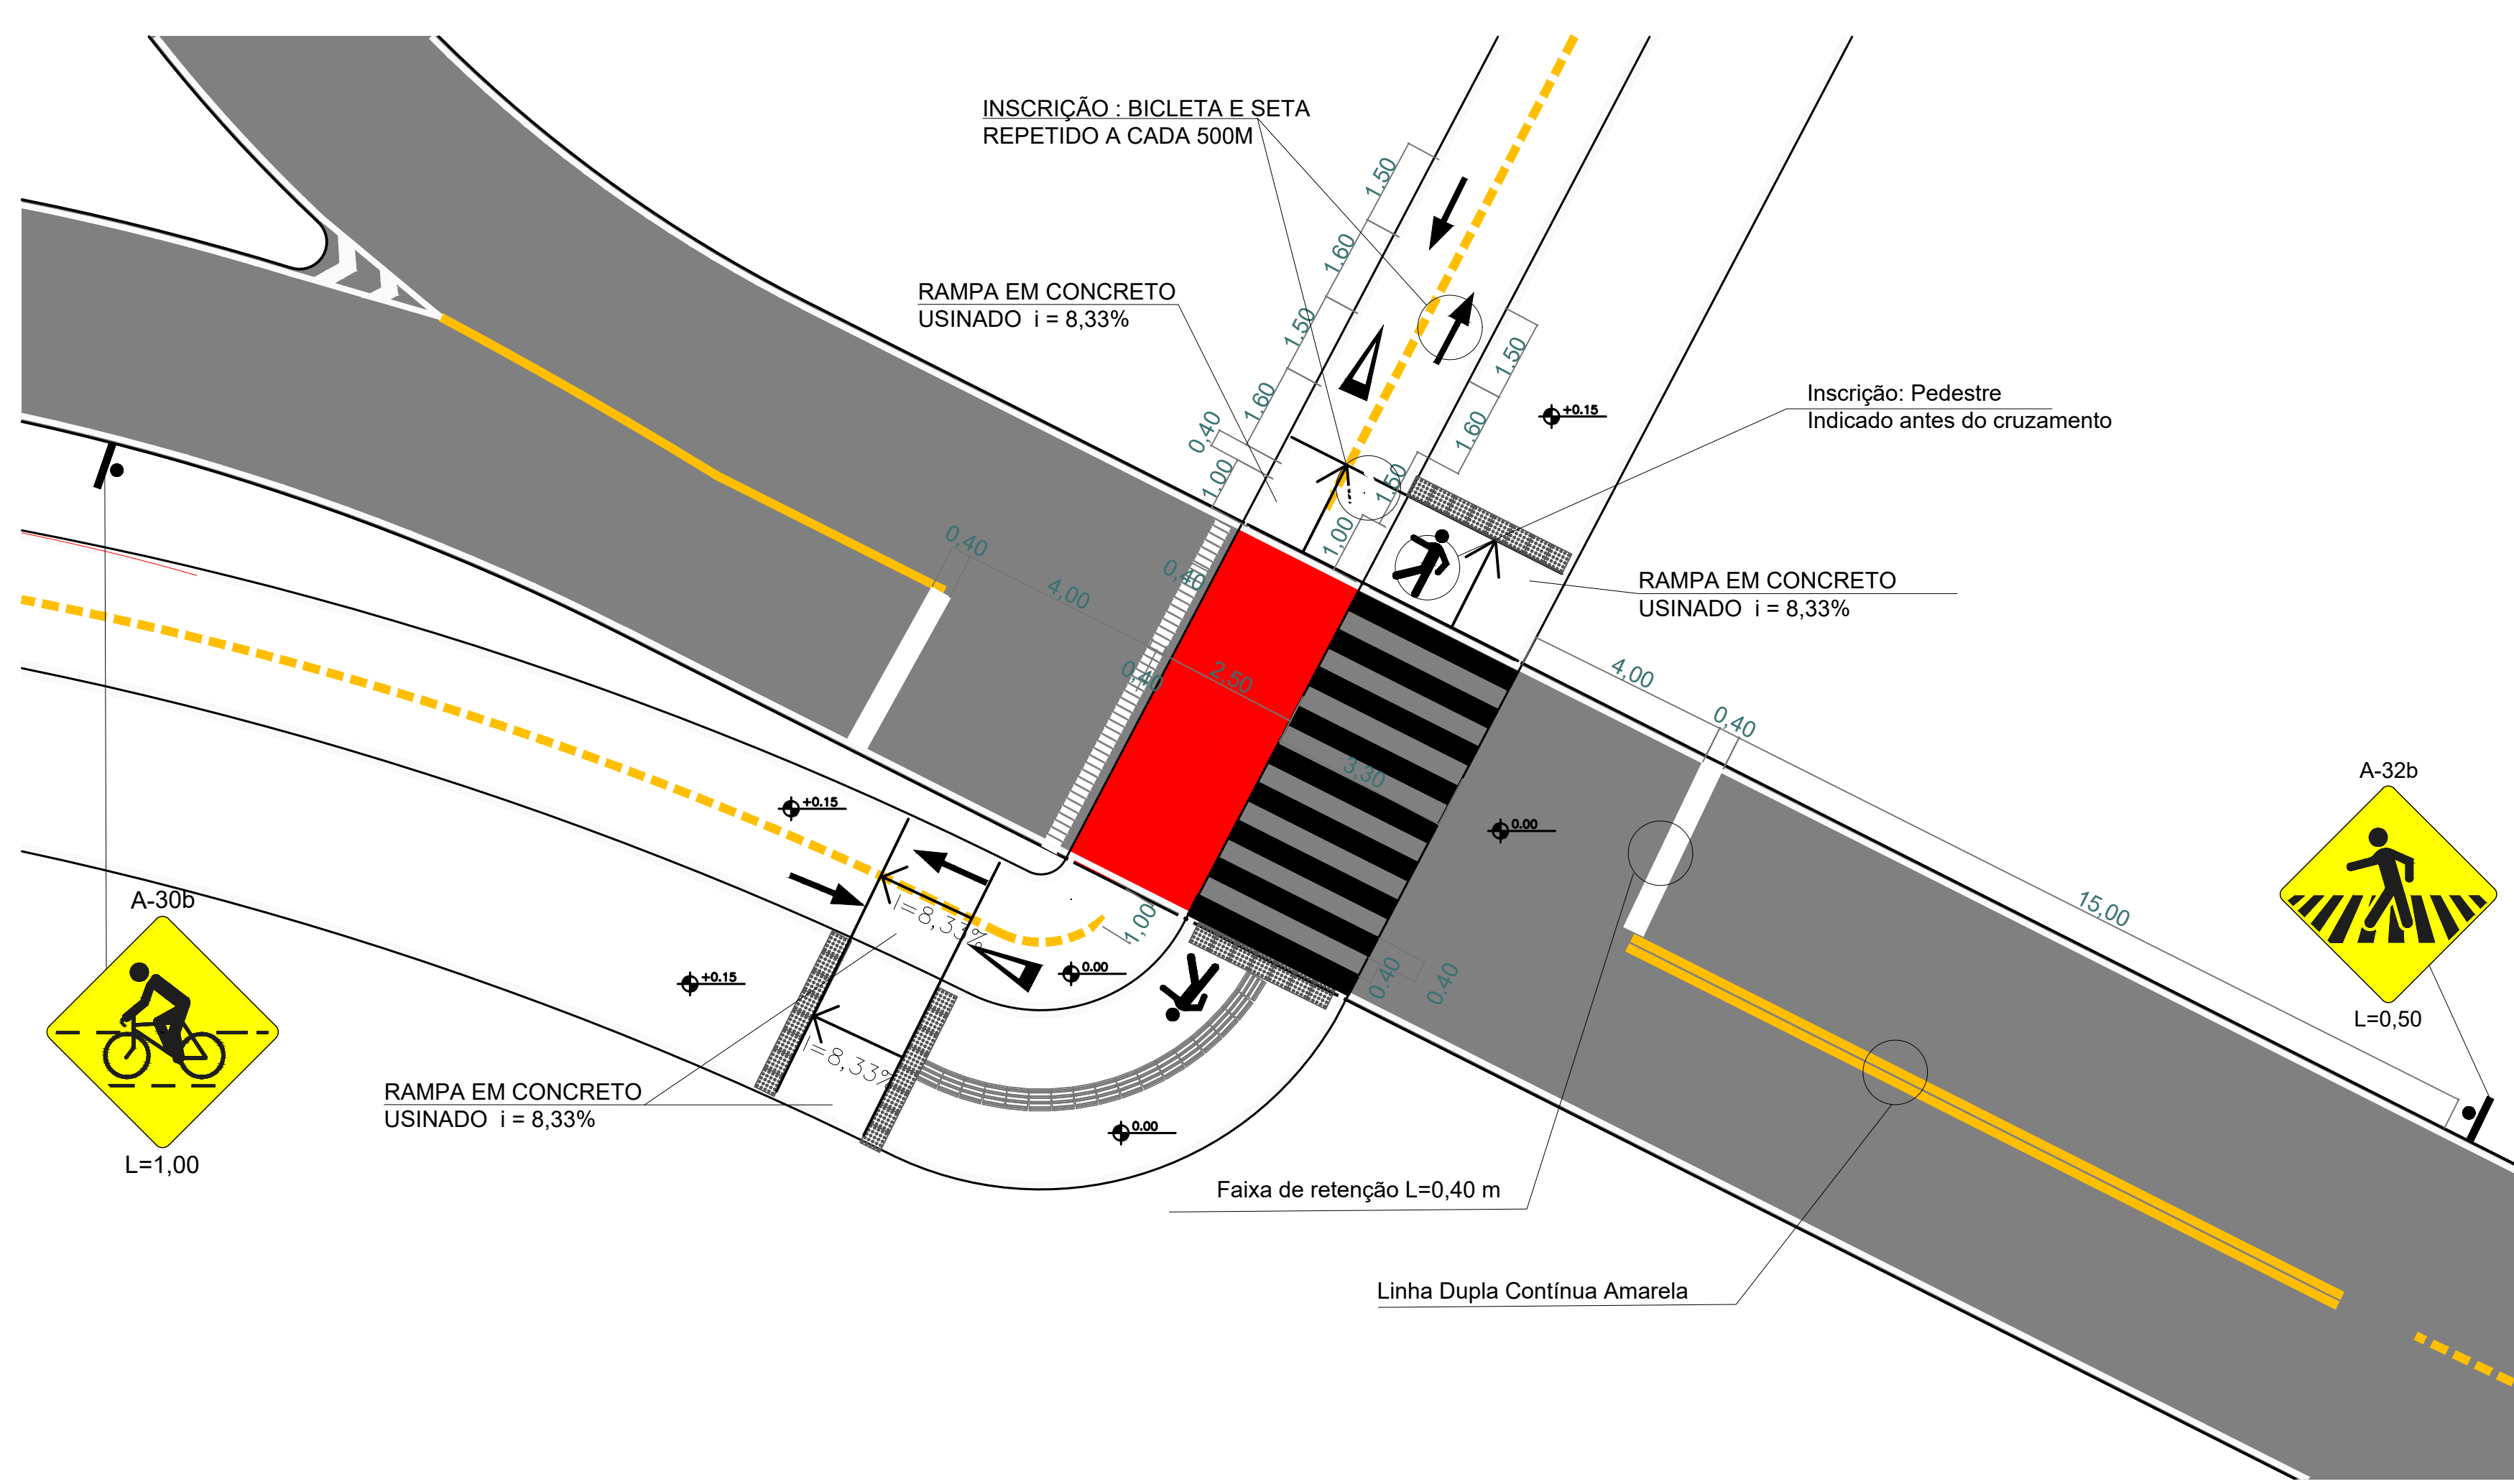 INSCRIÇÃO : BICLETA E SETA
REPETIDO A CADA 500M
1,50
1,60
RAMPA EM CONCRETO
USINADO i = 8,33%
1,50
1,50
1,60
0,40
1,60
1,00
1,50
1,00
+0.15
Inscrição: Pedestre
Indicado antes do cruzamento
RAMPA EM CONCRETO
USINADO i = 8,33%
0,40
4,00
0,40
0,40
2,50
3,30
4,00
0,40
15,00
A-32b
L=0,50
0.00
+0.15
I=8,33%
1,00
0.00
+0.15
I=8,33%
0.40
0.40
0.00
A-30b
L=1,00
RAMPA EM CONCRETO
USINADO i = 8,33%
Faixa de retenção L=0,40 m
Linha Dupla Contínua Amarela